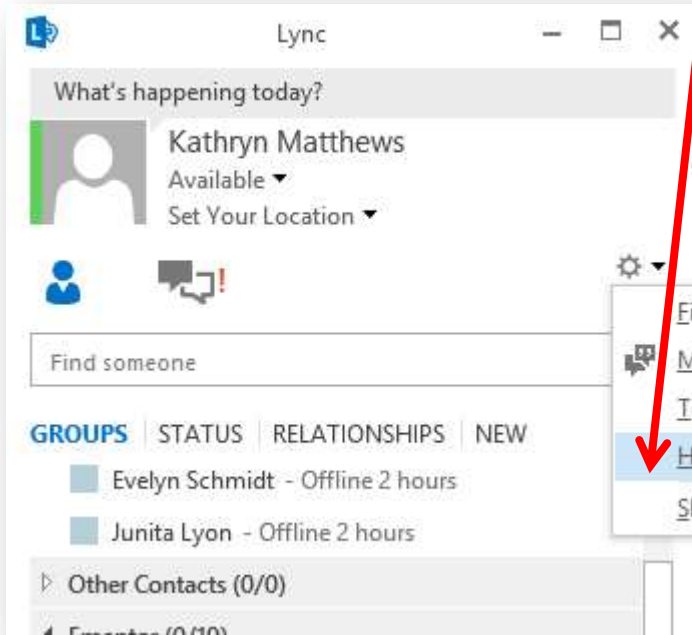 Lync
What's happening today?
Kathryn Matthews
Available
Set Your Location
!
Find someone
GROUPS STATUS RELATIONSHIPS NEW
Evelyn Schmidt - Offline 2 hours
Junita Lyon - Offline 2 hours
Other Contacts (0/0)